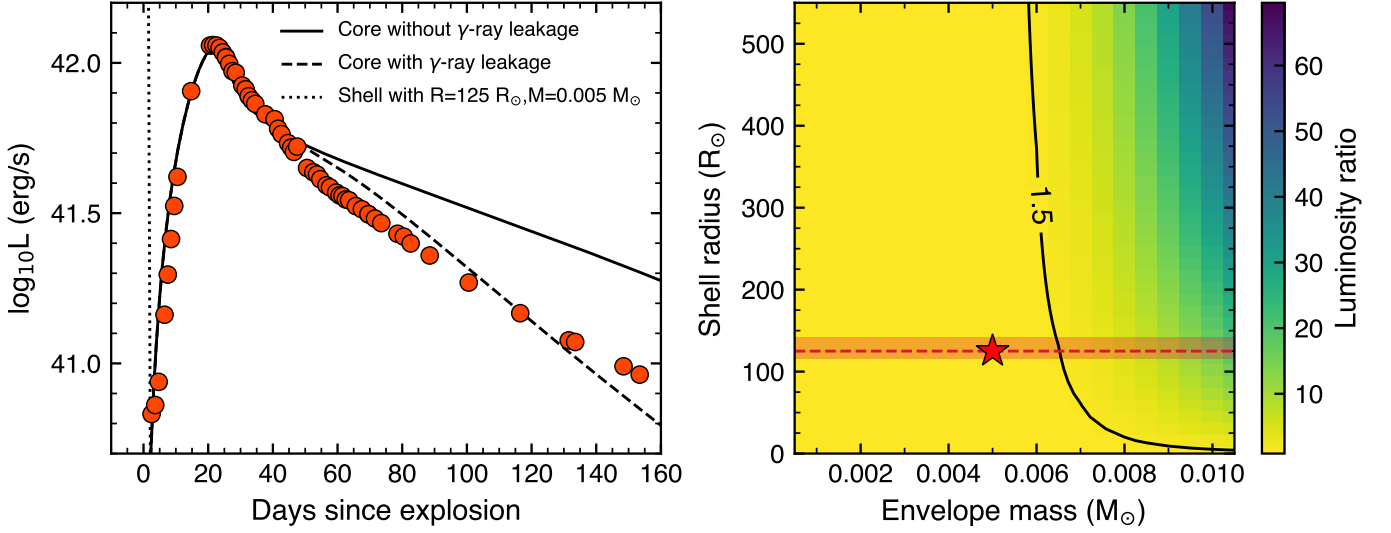 Core without γ-ray leakage
Core with γ-ray leakage
Shell with R=125 R⊙,M=0.005 M⊙
42.0
41.5
41.0
log₁₀L (erg/s)
0 20 40 60 80 100 120 140 160
Days since explosion
500
400
300
200
100
0
Shell radius (R⊙)
1.5
0.002 0.004 0.006 0.008 0.010
Envelope mass (M⊙)
60
50
40
30
20
10
Luminosity ratio